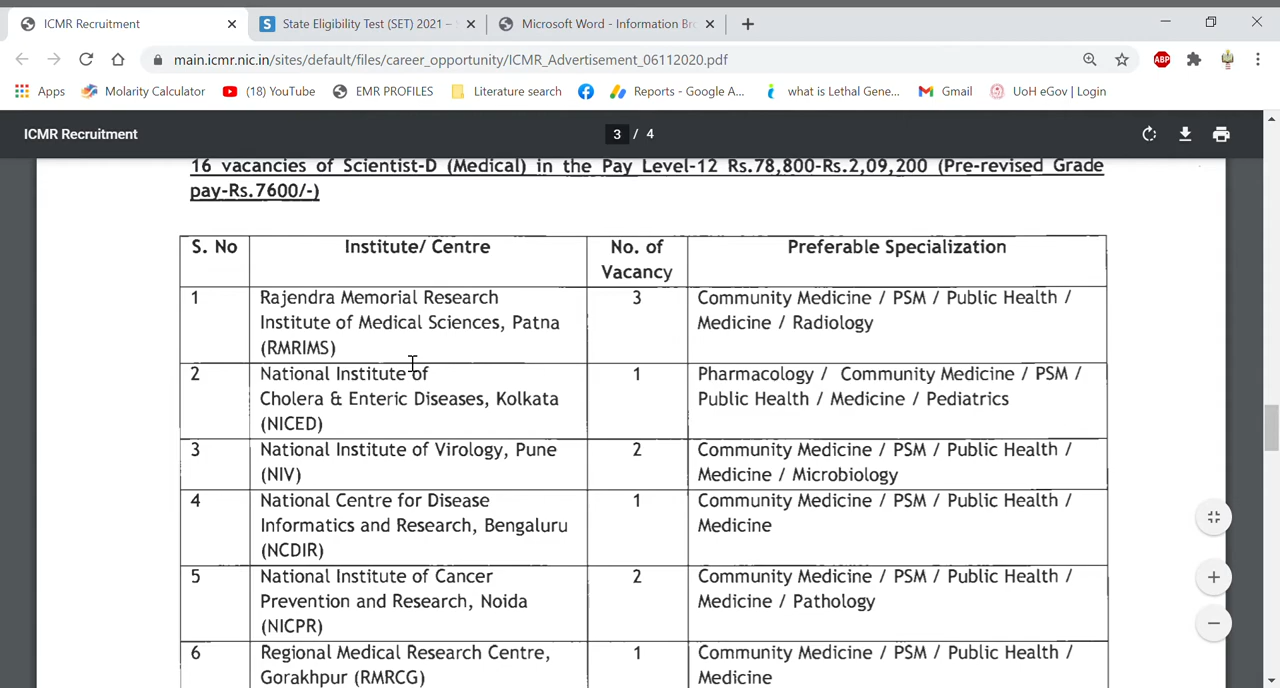 ICMR Recruitment
State Eligibility Test (SET) 2021 –
Microsoft Word - Information Bro
main.icmr.nic.in/sites/default/files/career_opportunity/ICMR_Advertisement_06112020.pdf
ABP
Apps
Molarity Calculator
(18) YouTube
EMR PROFILES
Literature search
Reports - Google A...
what is Lethal Gene...
Gmail
UoH eGov | Login
ICMR Recruitment
3 / 4
16 vacancies of Scientist-D (Medical) in the Pay Level-12 Rs.78,800-Rs.2,09,200 (Pre-revised Grade
pay-Rs.7600/-)
S. No
Institute/ Centre
No. of
Vacancy
Preferable Specialization
1
Rajendra Memorial Research
Institute of Medical Sciences, Patna
(RMRIMS)
3
Community Medicine / PSM / Public Health /
Medicine / Radiology
2
National Institute of
Cholera & Enteric Diseases, Kolkata
(NICED)
1
Pharmacology / Community Medicine / PSM /
Public Health / Medicine / Pediatrics
3
National Institute of Virology, Pune
(NIV)
2
Community Medicine / PSM / Public Health /
Medicine / Microbiology
4
National Centre for Disease
Informatics and Research, Bengaluru
(NCDIR)
1
Community Medicine / PSM / Public Health /
Medicine
5
National Institute of Cancer
Prevention and Research, Noida
(NICPR)
2
Community Medicine / PSM / Public Health /
Medicine / Pathology
6
Regional Medical Research Centre,
Gorakhpur (RMRCG)
1
Community Medicine / PSM / Public Health /
Medicine